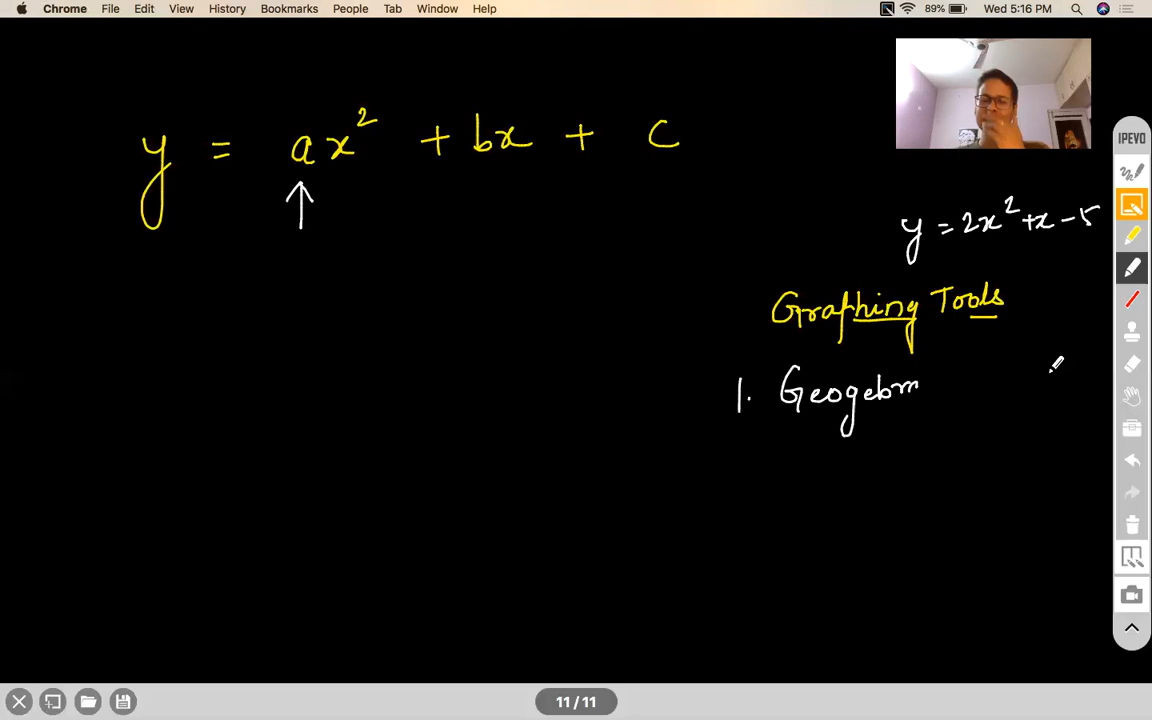 Chrome File Edit View History Bookmarks People Tab Window Help 89% Wed 5:16 PM
y = ax² + bx + c
IPEVO
y = 2x² + x - 5
Graphing Tools
1. Geogebra
11 / 11